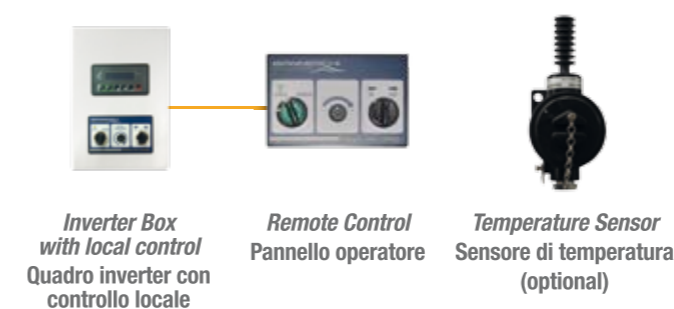 Inverter Box
with local control
Quadro inverter con
controllo locale
Remote Control
Pannello operatore
Temperature Sensor
Sensore di temperatura
(optional)